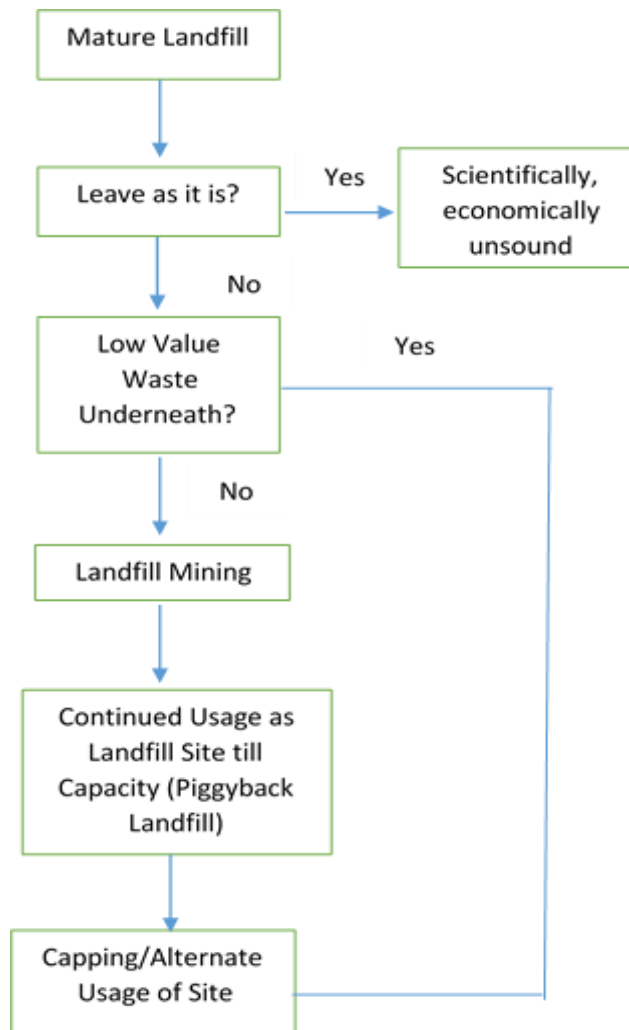 Mature Landfill
Leave as it is?
Yes
Scientifically,
economically
unsound
No
Low Value
Waste
Underneath?
Yes
No
Landfill Mining
Continued Usage as
Landfill Site till
Capacity (Piggyback
Landfill)
Capping/Alternate
Usage of Site